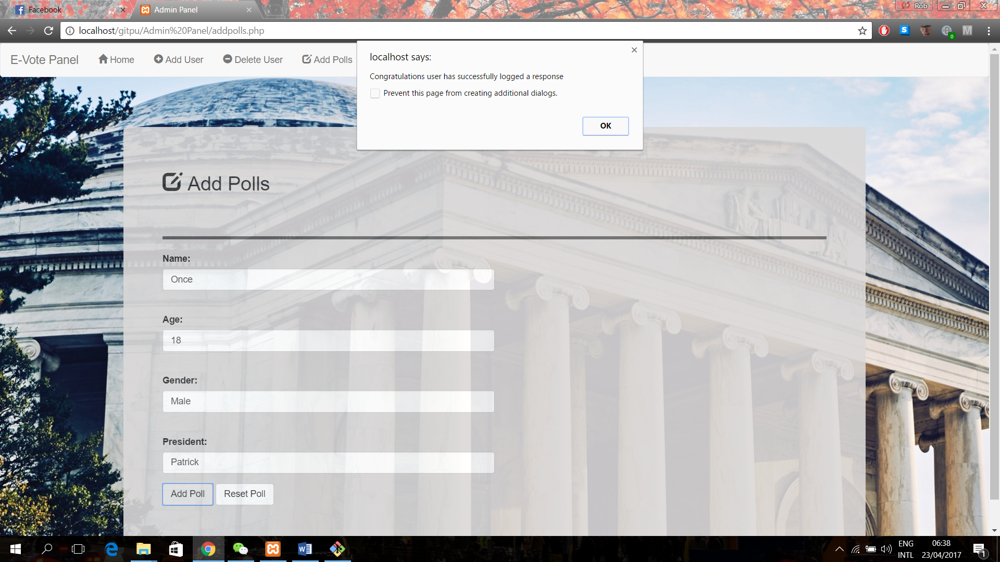 Facebook
Admin Panel
Rob
localhost/gitpu/Admin%20Panel/addpolls.php
S
0
M
E-Vote Panel
Home
Add User
Delete User
Add Polls
localhost says:
Congratulations user has successfully logged a response
Prevent this page from creating additional dialogs.
OK
Add Polls
Name:
Once
Age:
18
Gender:
Male
President:
Patrick
Add Poll
Reset Poll
ENG
INTL
06:38
23/04/2017
1